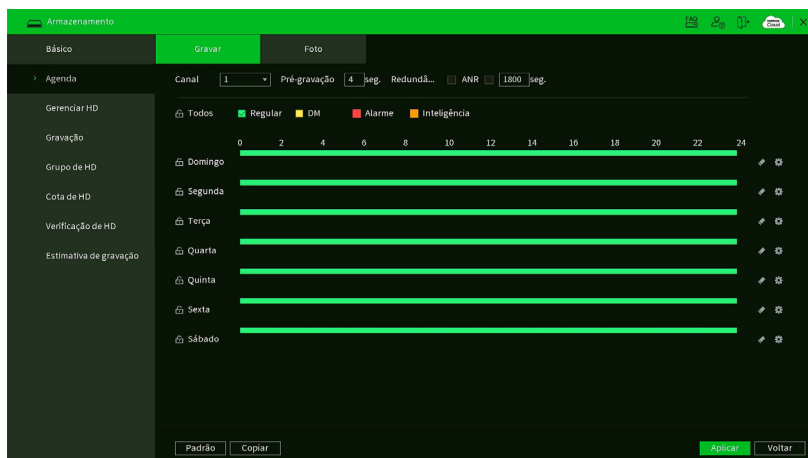 Armazenamento
Básico
Gravar
Foto
Agenda
Canal 1 Pré-gravação 4 seg. Redundâ... ANR 1800 seg.
Gerenciar HD
Todos Regular DM Alarme Inteligência
Gravação
0 2 4 6 8 10 12 14 16 18 20 22 24
Grupo de HD
Domingo
Cota de HD
Segunda
Verificação de HD
Terça
Estimativa de gravação
Quarta
Quinta
Sexta
Sábado
Padrão Copiar Aplicar Voltar